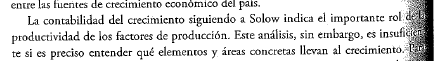 entre las fuentes de crecimiento económico del país.
La contabilidad del crecimiento siguiendo a Solow indica el importante rol de la
productividad de los factores de producción. Este análisis, sin embargo, es insuficien-
te si es preciso entender qué elementos y áreas concretas llevan al crecimiento.